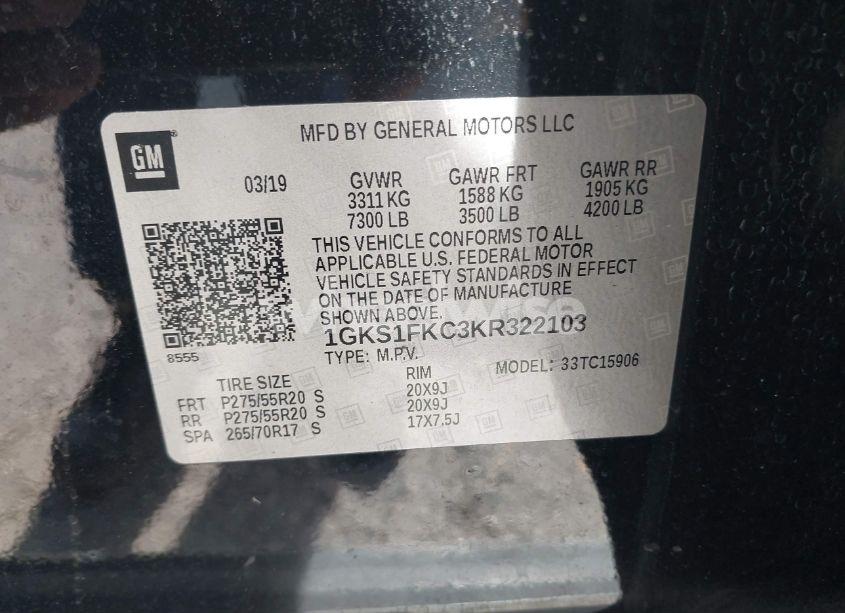 MFD BY GENERAL MOTORS LLC
GM
03/19
GVWR GAWR FRT GAWR RR
3311 KG 1588 KG 1905 KG
7300 LB 3500 LB 4200 LB
THIS VEHICLE CONFORMS TO ALL
APPLICABLE U.S. FEDERAL MOTOR
VEHICLE SAFETY STANDARDS IN EFFECT
ON THE DATE OF MANUFACTURE
SHOWN ABOVE.
1GKS1FKC3KR322103
8555
TYPE: M.P.V. MODEL: 33TC15906
TIRE SIZE RIM
FRT P275/55R20 S 20X9J
RR P275/55R20 S 20X9J
SPA 265/70R17 S 17X7.5J